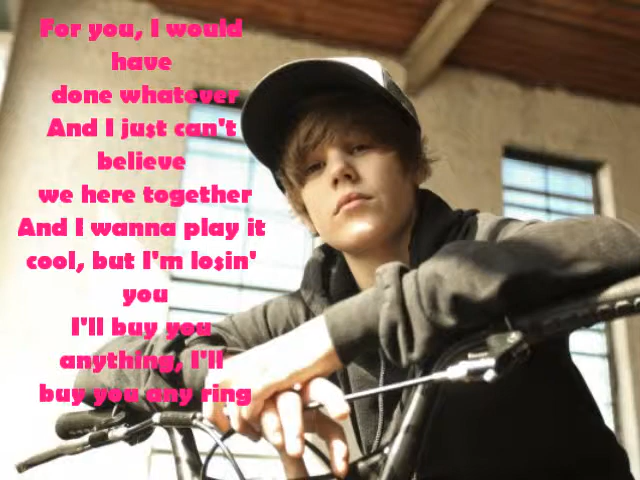 For you, I would
have
done whatever
And I just can't
believe
we here together
And I wanna play it
cool, but I'm losin'
you
I'll buy you
anything, I'll
buy you any ring